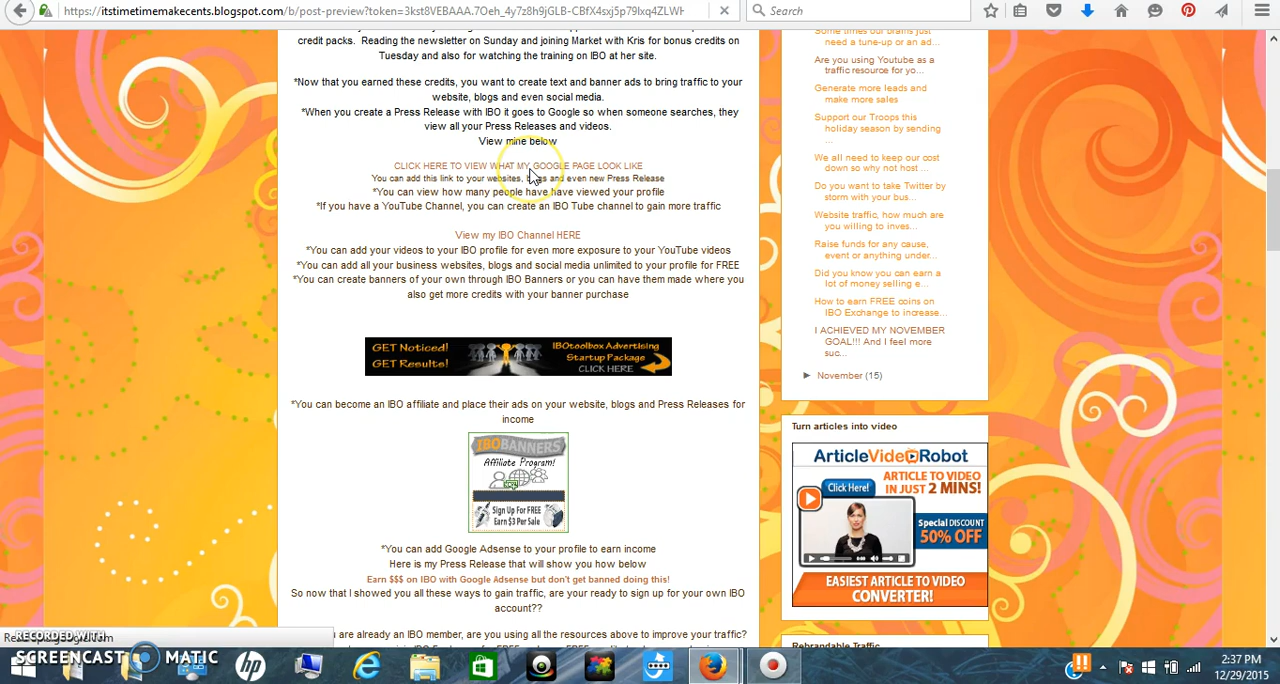 https://itstimetimemakecents.blogspot.com/b/post-preview?token=3kst8VEBAAA.7Oeh_4y7z8h9jGLB-CBfX4sxj5p79Ixq4ZLWH
Search
credit packs. Reading the newsletter on Sunday and joining Market with Kris for bonus credits on
Tuesday and also for watching the training on IBO at her site.
*Now that you earned these credits, you want to create text and banner ads to bring traffic to your
website, blogs and even social media.
*When you create a Press Release with IBO it goes to Google so when someone searches, they
view all your Press Releases and videos.
View mine below
CLICK HERE TO VIEW WHAT MY GOOGLE PAGE LOOK LIKE
You can add this link to your websites, blogs and even new Press Release
*You can view how many people have have viewed your profile
*If you have a YouTube Channel, you can create an IBO Tube channel to gain more traffic
View my IBO Channel HERE
*You can add your videos to your IBO profile for even more exposure to your YouTube videos
*You can add all your business websites, blogs and social media unlimited to your profile for FREE
*You can create banners of your own through IBO Banners or you can have them made where you
also get more credits with your banner purchase
GET Noticed!
GET Results!
IBOtoolbox Advertising
Startup Package
CLICK HERE
*You can become an IBO affiliate and place their ads on your website, blogs and Press Releases for
income
IBOBANNERS
Affiliate Program!
Sign Up For FREE
Earn $3 Per Sale
*You can add Google Adsense to your profile to earn income
Here is my Press Release that will show you how below
Earn $$$ on IBO with Google Adsense but don't get banned doing this!
So now that I showed you all these ways to gain traffic, are your ready to sign up for your own IBO
account??
are already an IBO member, are you using all the resources above to improve your traffic?
Some times our brains just
need a tune-up or an ad...
Are you using Youtube as a
traffic resource for yo...
Generate more leads and
make more sales
Support our Troops this
holiday season by sending
...
We all need to keep our cost
down so why not host ...
Do you want to take Twitter by
storm with your bus...
Website traffic, how much are
you willing to inves...
Raise funds for any cause,
event or anything under...
Did you know you can earn a
lot of money selling e...
How to earn FREE coins on
IBO Exchange to increase...
I ACHIEVED MY NOVEMBER
GOAL!!! And I feel more
suc...
► November (15)
Turn articles into video
ArticleVideoRobot
Click Here!
ARTICLE TO VIDEO
IN JUST 2 MINS!
Special DISCOUNT
50% OFF
EASIEST ARTICLE TO VIDEO
CONVERTER!
Rebrandable Traffic
RECORDED WITH
SCREENCAST MATIC
hp
2:37 PM
12/29/2015